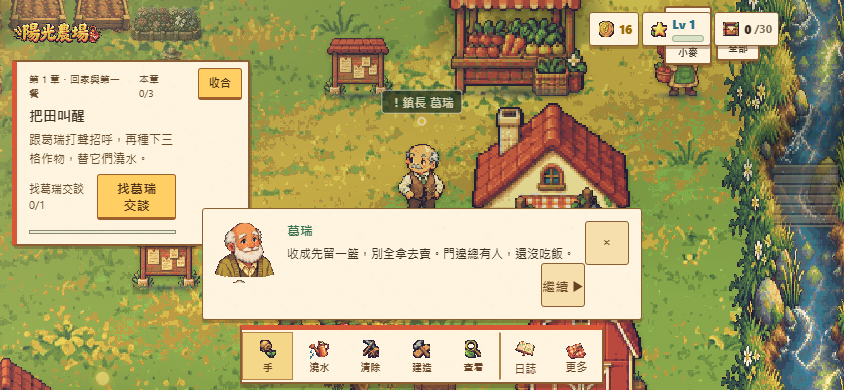 陽光農場
16
Lv 1
0/30
小麥
全部
第 1 章・回家與第一餐
本章 0/3
收合
把田叫醒
跟葛瑞打聲招呼，再種下三格作物，替它們澆水。
找葛瑞交談 0/1
找葛瑞交談
！鎮長 葛瑞
葛瑞
收成先留一籃，別全拿去賣。門邊總有人，還沒吃飯。
×
繼續 ▶
手
澆水
清除
建造
查看
日誌
更多